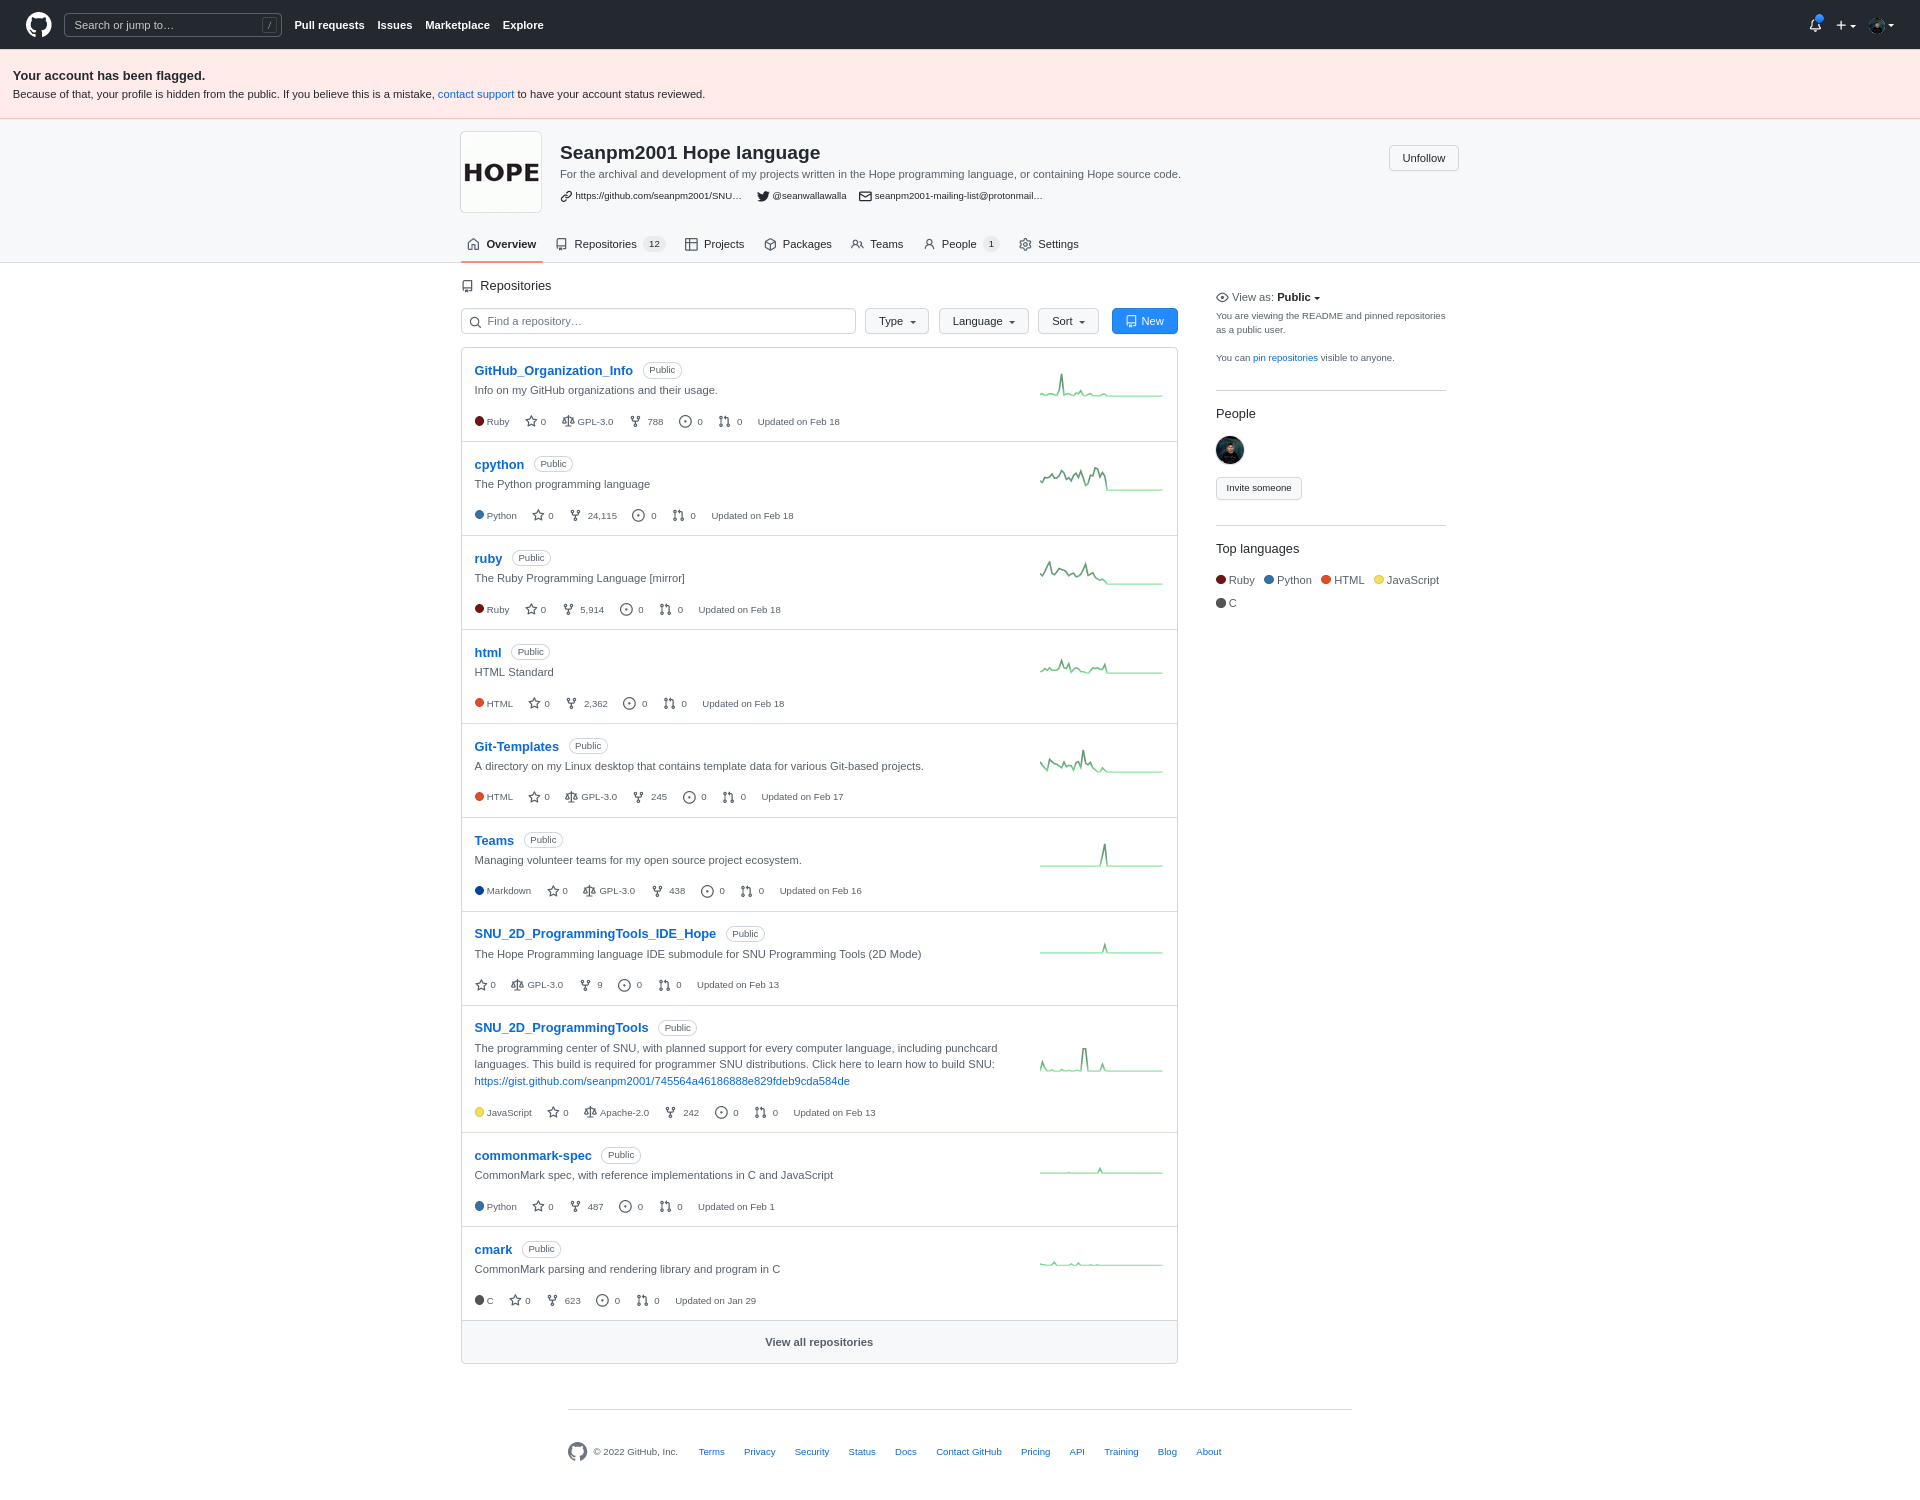 Search or jump to… /
Pull requests Issues Marketplace Explore
Your account has been flagged.
Because of that, your profile is hidden from the public. If you believe this is a mistake, contact support to have your account status reviewed.
HOPE
Seanpm2001 Hope language
Unfollow
For the archival and development of my projects written in the Hope programming language, or containing Hope source code.
https://github.com/seanpm2001/SNU… @seanwallawalla seanpm2001-mailing-list@protonmail…
Overview Repositories 12 Projects Packages Teams People 1 Settings
Repositories
Find a repository… Type Language Sort New
GitHub_Organization_Info Public
Info on my GitHub organizations and their usage.
Ruby 0 GPL-3.0 788 0 0 Updated on Feb 18
cpython Public
The Python programming language
Python 0 24,115 0 0 Updated on Feb 18
ruby Public
The Ruby Programming Language [mirror]
Ruby 0 5,914 0 0 Updated on Feb 18
html Public
HTML Standard
HTML 0 2,362 0 0 Updated on Feb 18
Git-Templates Public
A directory on my Linux desktop that contains template data for various Git-based projects.
HTML 0 GPL-3.0 245 0 0 Updated on Feb 17
Teams Public
Managing volunteer teams for my open source project ecosystem.
Markdown 0 GPL-3.0 438 0 0 Updated on Feb 16
SNU_2D_ProgrammingTools_IDE_Hope Public
The Hope Programming language IDE submodule for SNU Programming Tools (2D Mode)
0 GPL-3.0 9 0 0 Updated on Feb 13
SNU_2D_ProgrammingTools Public
The programming center of SNU, with planned support for every computer language, including punchcard
languages. This build is required for programmer SNU distributions. Click here to learn how to build SNU:
https://gist.github.com/seanpm2001/745564a46186888e829fdeb9cda584de
JavaScript 0 Apache-2.0 242 0 0 Updated on Feb 13
commonmark-spec Public
CommonMark spec, with reference implementations in C and JavaScript
Python 0 487 0 0 Updated on Feb 1
cmark Public
CommonMark parsing and rendering library and program in C
C 0 623 0 0 Updated on Jan 29
View all repositories
View as: Public
You are viewing the README and pinned repositories
as a public user.
You can pin repositories visible to anyone.
People
Invite someone
Top languages
Ruby Python HTML JavaScript
C
© 2022 GitHub, Inc. Terms Privacy Security Status Docs Contact GitHub Pricing API Training Blog About